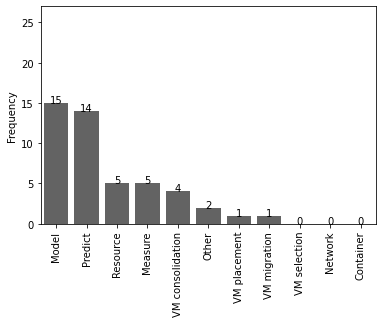 25
20
15
10
5
0
Frequency
15
14
5
5
4
2
1
1
0
0
0
Model
Predict
Resource
Measure
VM consolidation
Other
VM placement
VM migration
VM selection
Network
Container